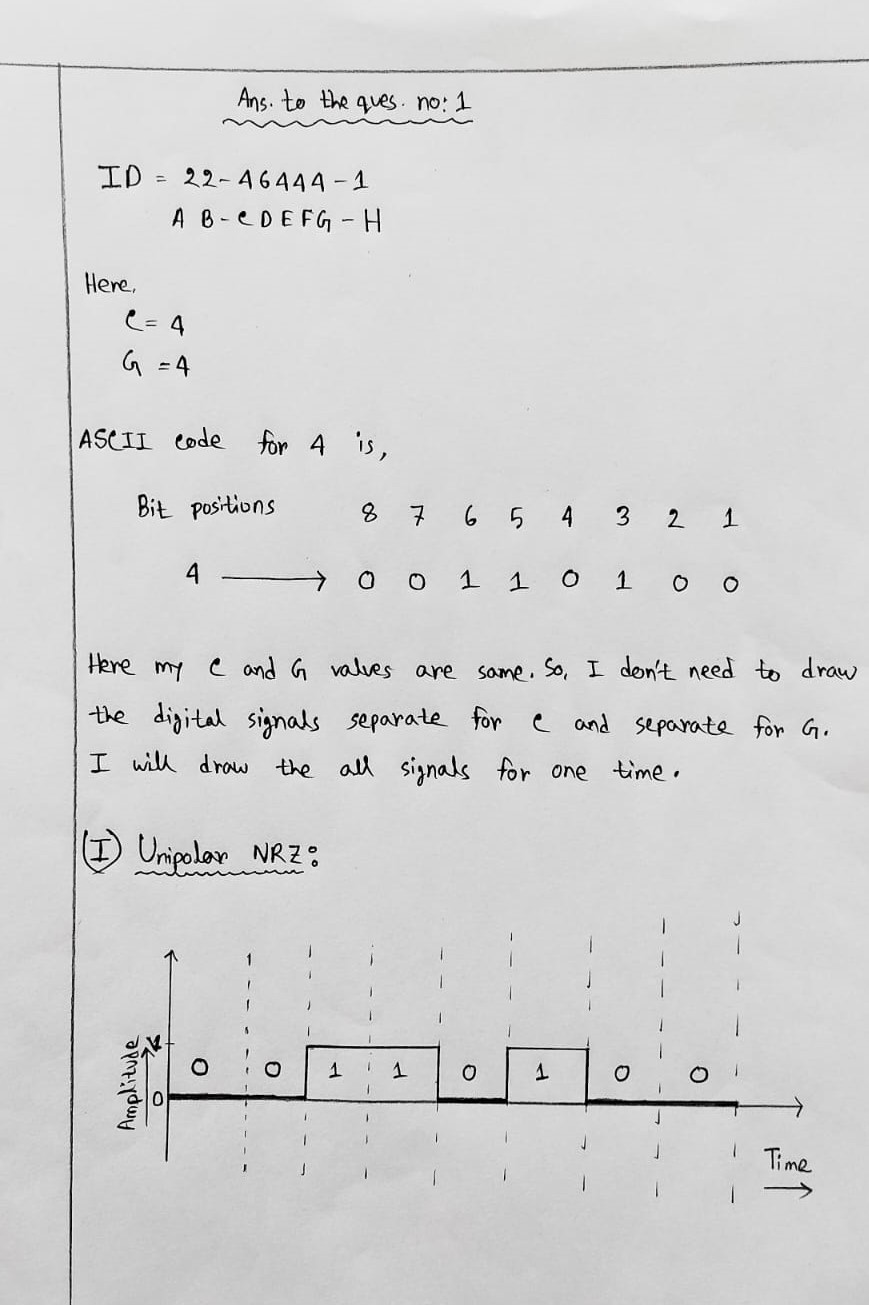 Ans. to the ques. no: 1
ID = 22-46444-1
A B - C D E F G - H
Here,
C = 4
G = 4
ASCII code for 4 is,
Bit positions 8 7 6 5 4 3 2 1
4 → 0 0 1 1 0 1 0 0
Here my C and G values are same. So, I don't need to draw
the digital signals separate for C and separate for G.
I will draw the all signals for one time.
(I) Unipolar NRZ:
Amplitude
0 0 1 1 0 1 0 0
0
Time